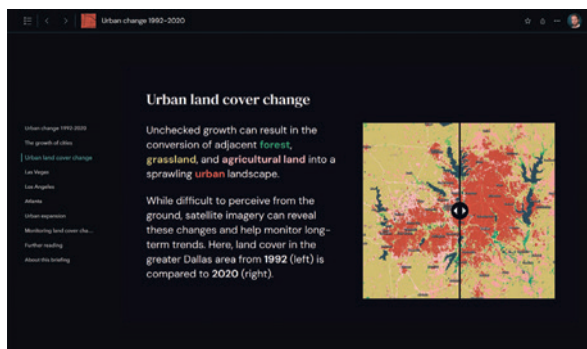 Urban change 1992-2020
Urban land cover change
Unchecked growth can result in the
conversion of adjacent forest,
grassland, and agricultural land into a
sprawling urban landscape.
While difficult to perceive from the
ground, satellite imagery can reveal
these changes and help monitor long-
term trends. Here, land cover in the
greater Dallas area from 1992 (left) is
compared to 2020 (right).
Urban change 1992-2020
The growth of cities
Urban land cover change
Las Vegas
Los Angeles
Atlanta
Urban expansion
Monitoring land cover cha...
Further reading
About this briefing